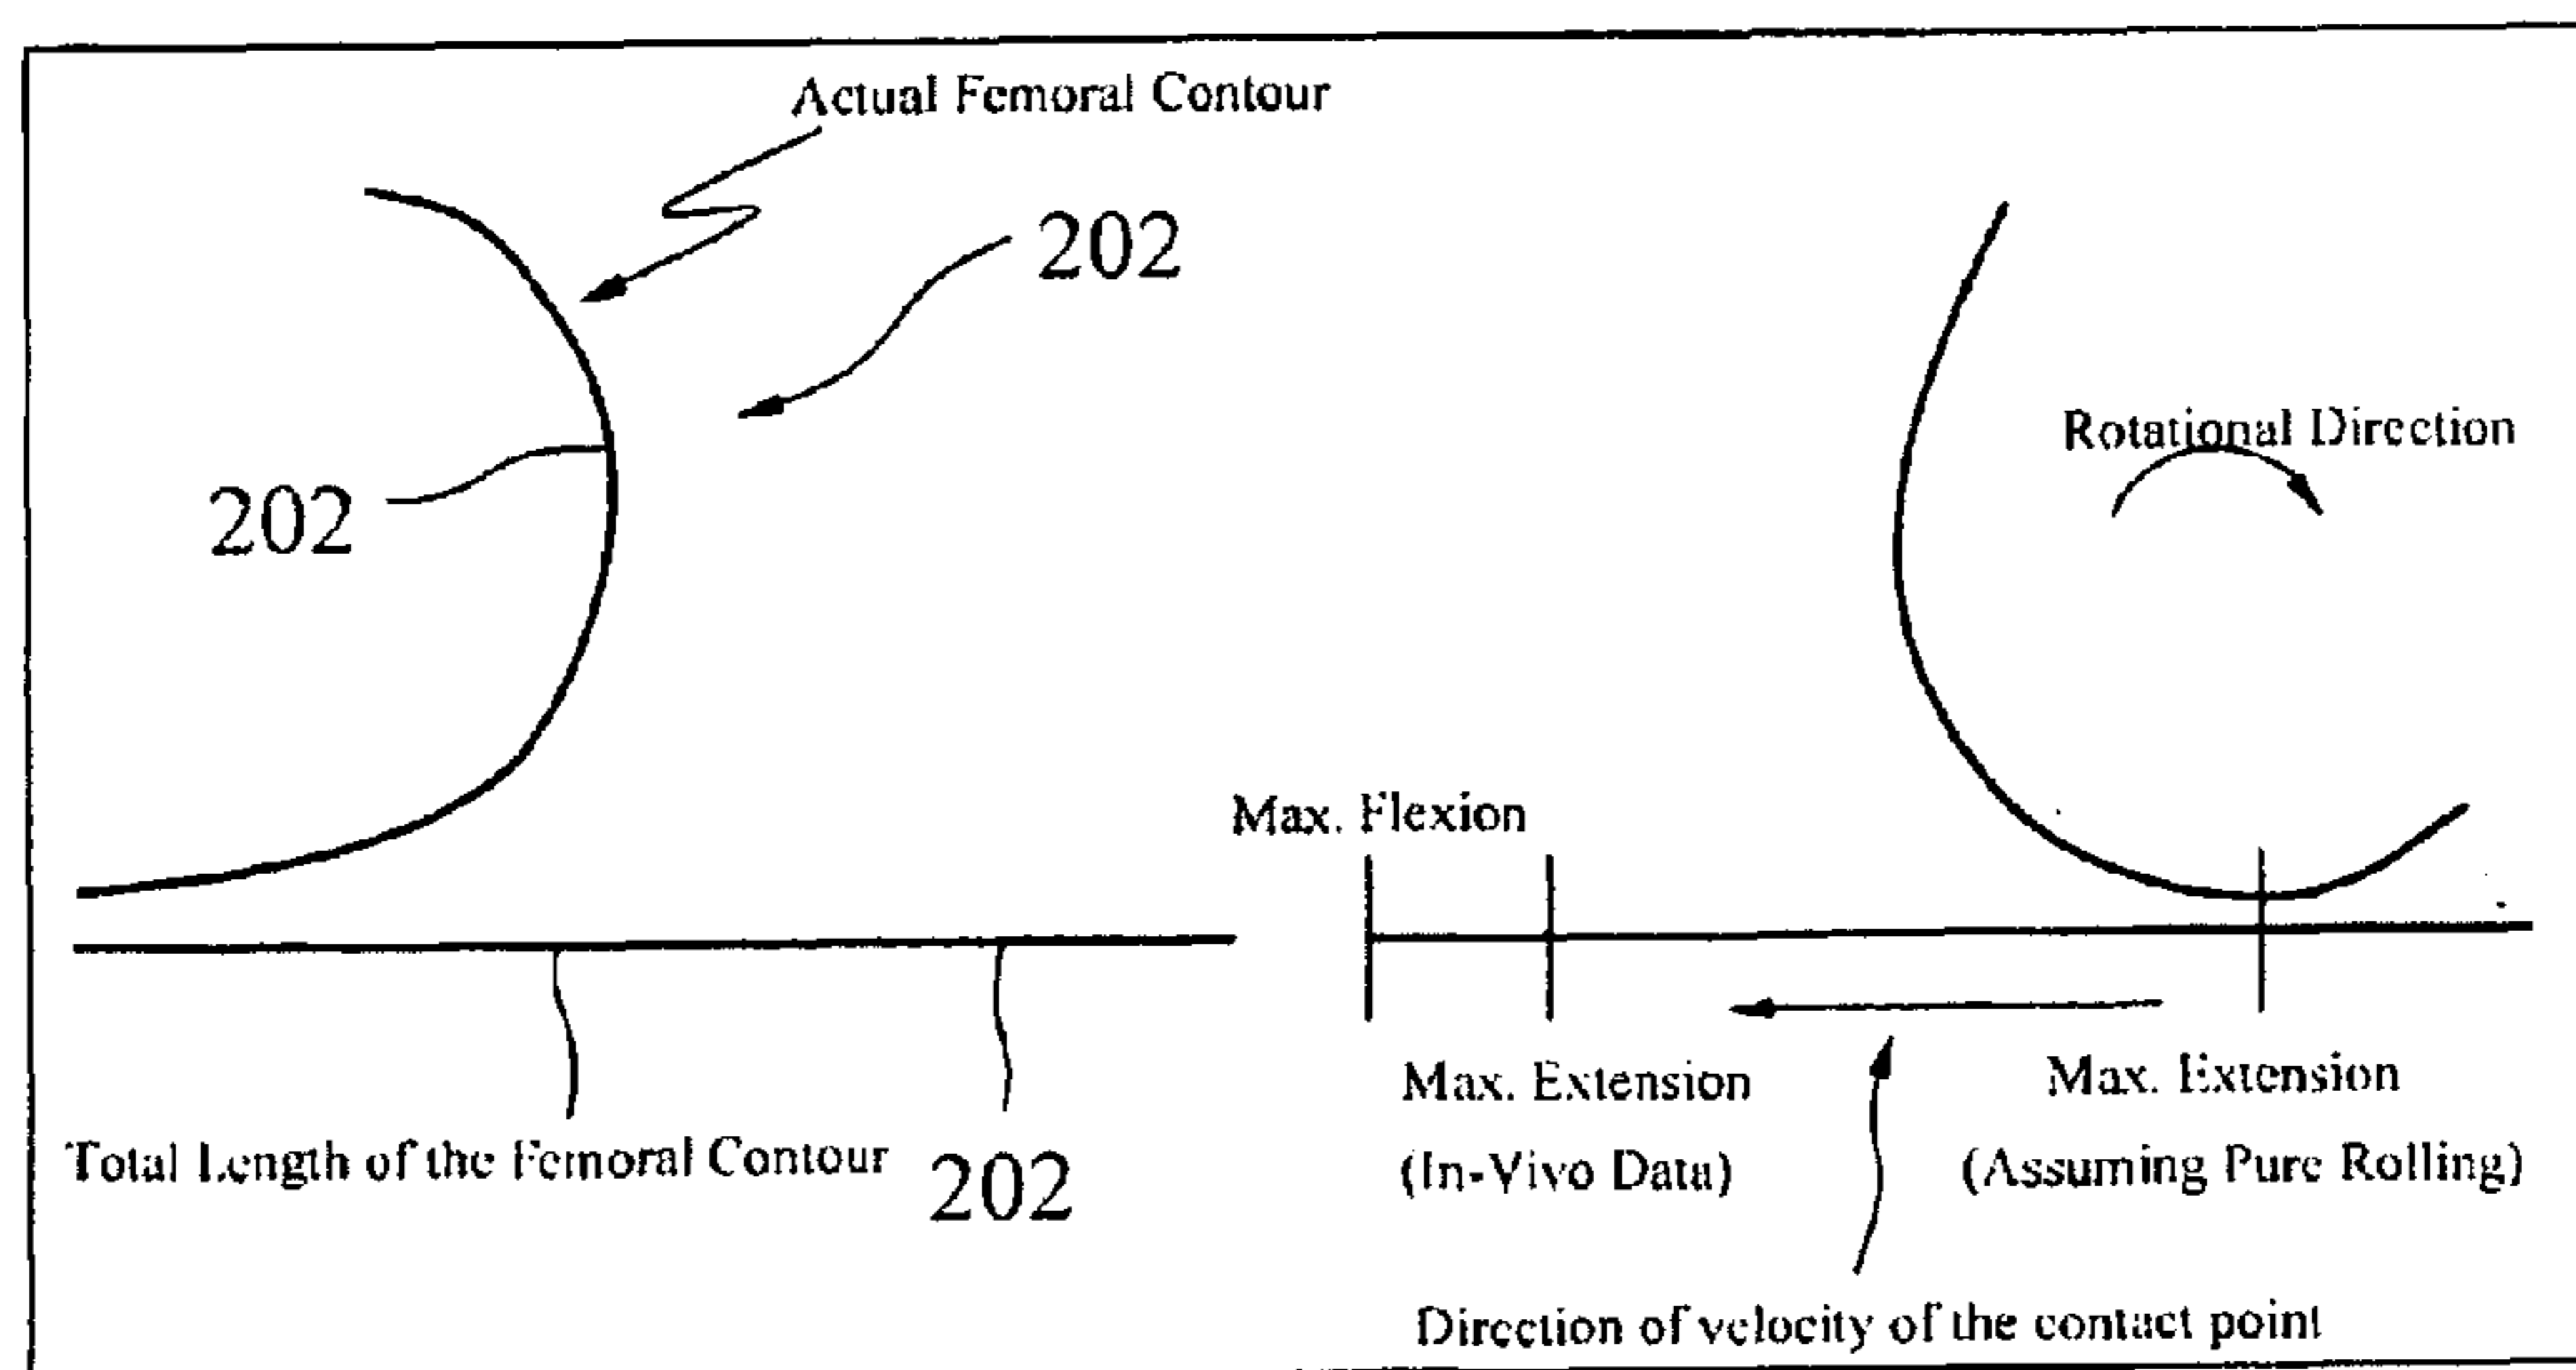 Actual Femoral Contour
202
202
Rotational Direction
Max. Flexion
Total Length of the Femoral Contour
202
Max. Extension
(In-Vivo Data)
Max. Extension
(Assuming Pure Rolling)
Direction of velocity of the contact point